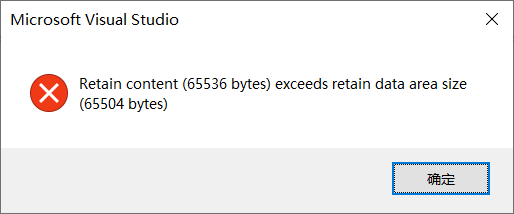 Microsoft Visual Studio
Retain content (65536 bytes) exceeds retain data area size
(65504 bytes)
确定